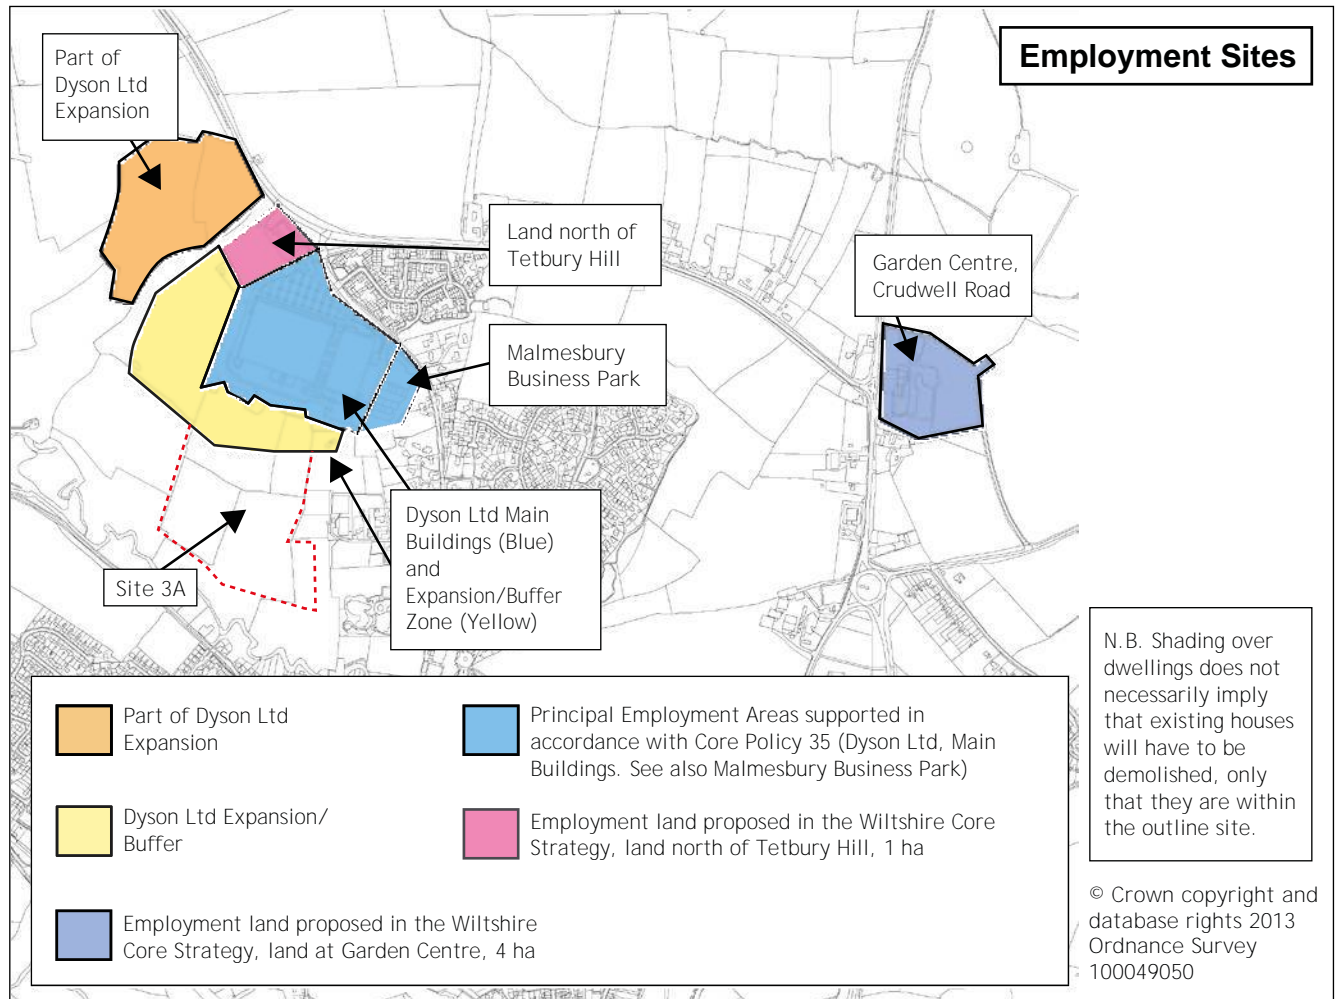 Employment Sites
Part of
Dyson Ltd
Expansion
Land north of
Tetbury Hill
Garden Centre,
Crudwell Road
Malmesbury
Business Park
Dyson Ltd Main
Buildings (Blue)
and
Expansion/Buffer
Zone (Yellow)
Site 3A
Part of Dyson Ltd
Expansion
Dyson Ltd Expansion/
Buffer
Employment land proposed in the Wiltshire
Core Strategy, land at Garden Centre, 4 ha
Principal Employment Areas supported in
accordance with Core Policy 35 (Dyson Ltd, Main
Buildings. See also Malmesbury Business Park)
Employment land proposed in the Wiltshire Core
Strategy, land north of Tetbury Hill, 1 ha
N.B. Shading over
dwellings does not
necessarily imply
that existing houses
will have to be
demolished, only
that they are within
the outline site.
© Crown copyright and
database rights 2013
Ordnance Survey
100049050